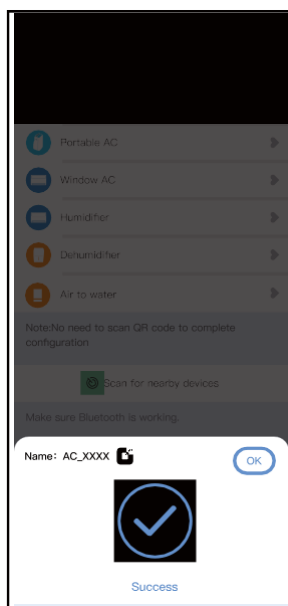 Portable AC
Window AC
Humidifier
Dehumidifier
Air to water
Note:No need to scan QR code to complete
configuration
Scan for nearby devices
Make sure Bluetooth is working.
Name: AC_XXXX
OK
Success